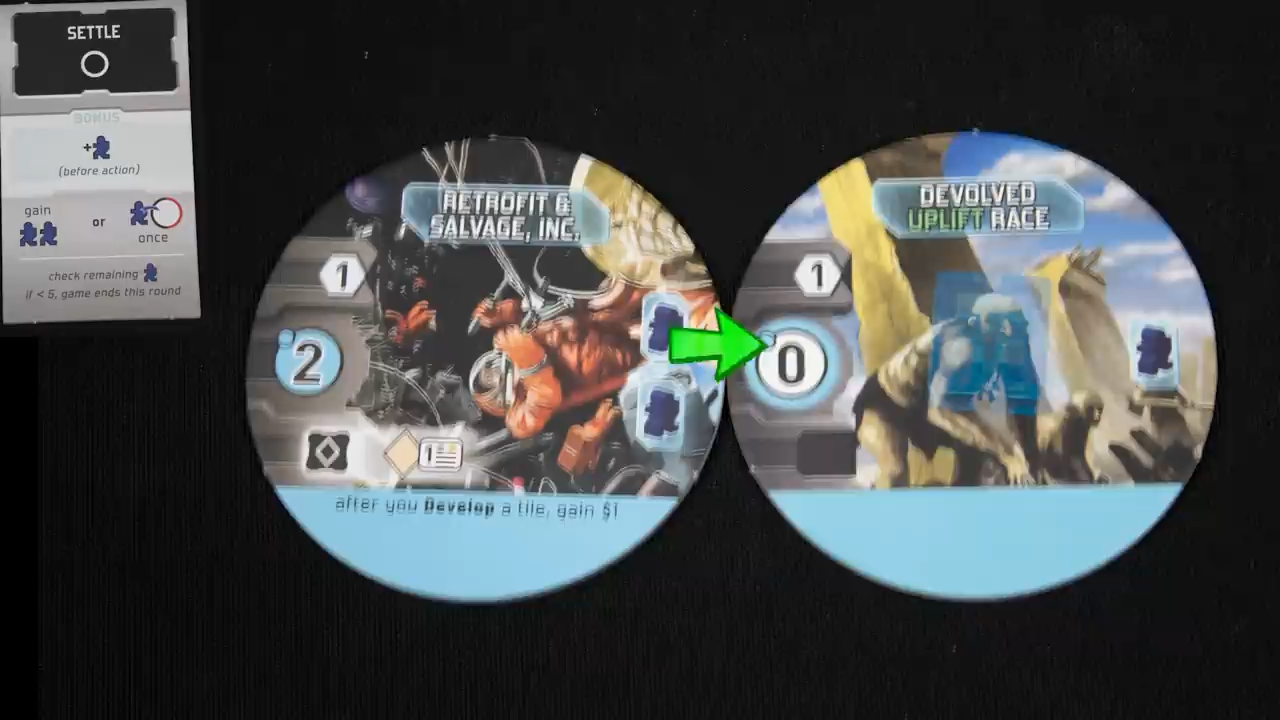 SETTLE
BONUS
+
(before action)
gain
or
once
check remaining
if < 5, game ends this round
RETROFIT &
SALVAGE, INC.
1
2
1
after you Develop a tile, gain $1
DEVOLVED
UPLIFT RACE
1
0